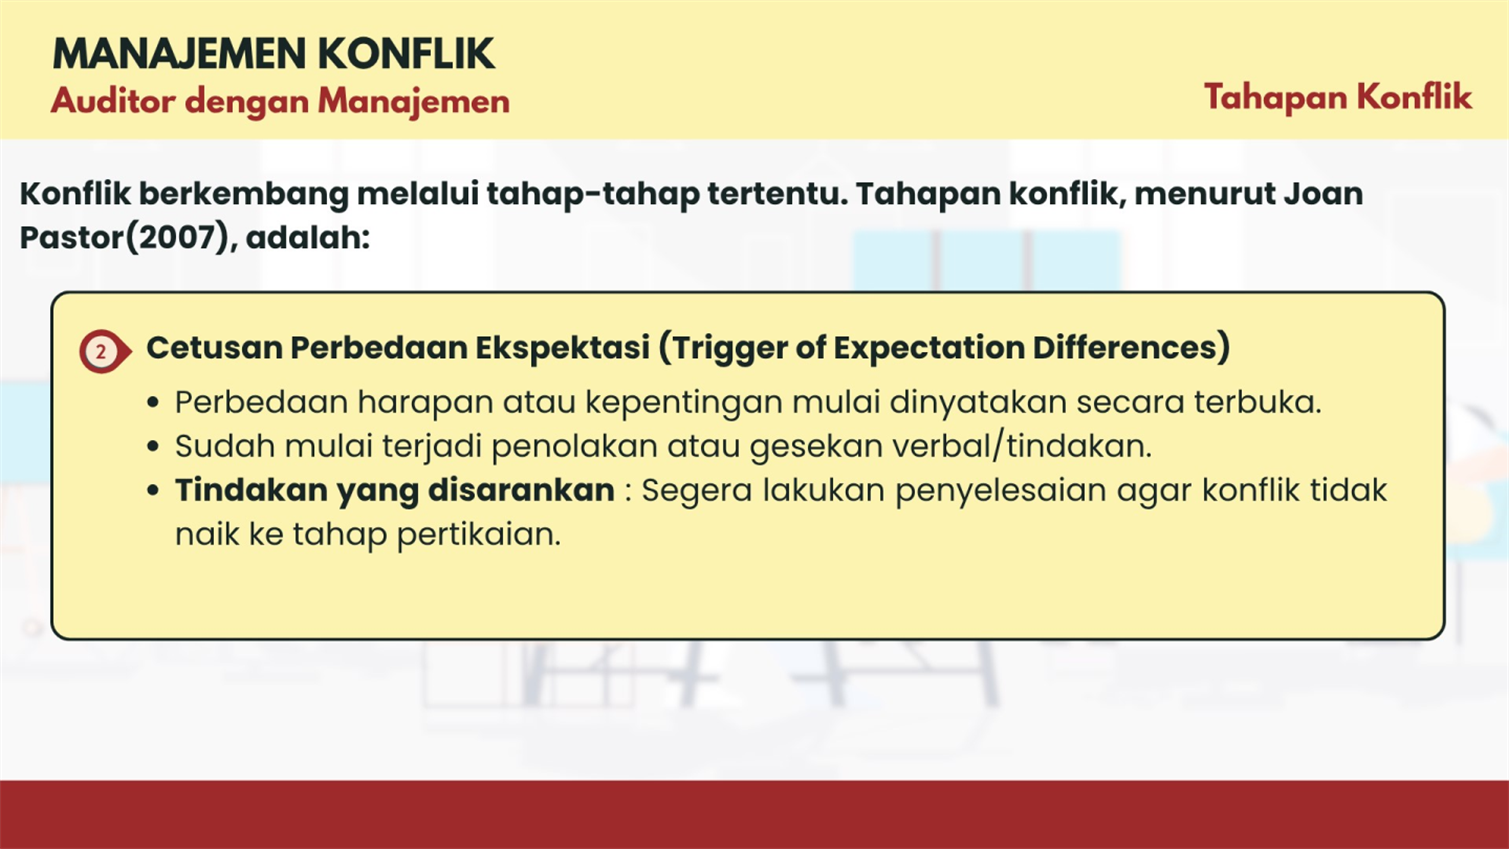 MANAJEMEN KONFLIK
Auditor dengan Manajemen
Tahapan Konflik
Konflik berkembang melalui tahap-tahap tertentu. Tahapan konflik, menurut Joan
Pastor(2007), adalah:
2 Cetusan Perbedaan Ekspektasi (Trigger of Expectation Differences)
• Perbedaan harapan atau kepentingan mulai dinyatakan secara terbuka.
• Sudah mulai terjadi penolakan atau gesekan verbal/tindakan.
• Tindakan yang disarankan : Segera lakukan penyelesaian agar konflik tidak
naik ke tahap pertikaian.